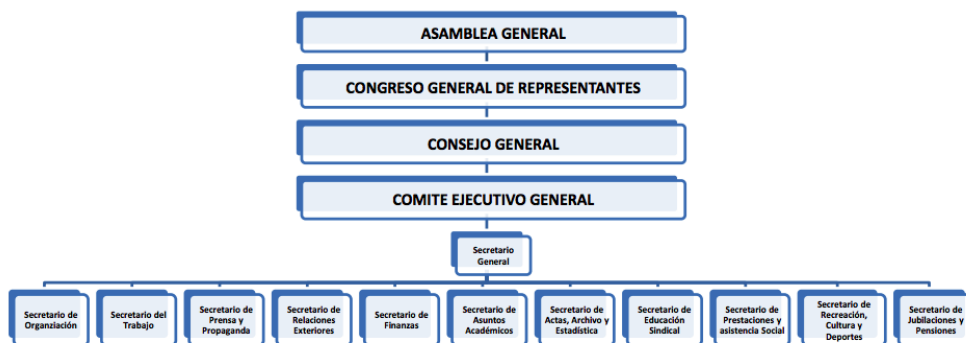 ASAMBLEA GENERAL
CONGRESO GENERAL DE REPRESENTANTES
CONSEJO GENERAL
COMITE EJECUTIVO GENERAL
Secretario
General
Secretario de
Organziación
Secretario del
Trabajo
Secretario de
Prensa y
Propaganda
Secretario de
Relaciones
Exteriores
Secretario de
Finanzas
Secretario de
Asuntos
Académicos
Secretario de
Actas, Archivo y
Estadística
Secretario de
Educación
Sindical
Secretario de
Prestaciones y
asistencia Social
Secretario de
Recreación,
Cultura y
Deportes
Secretario de
Jubilaciones y
Pensiones